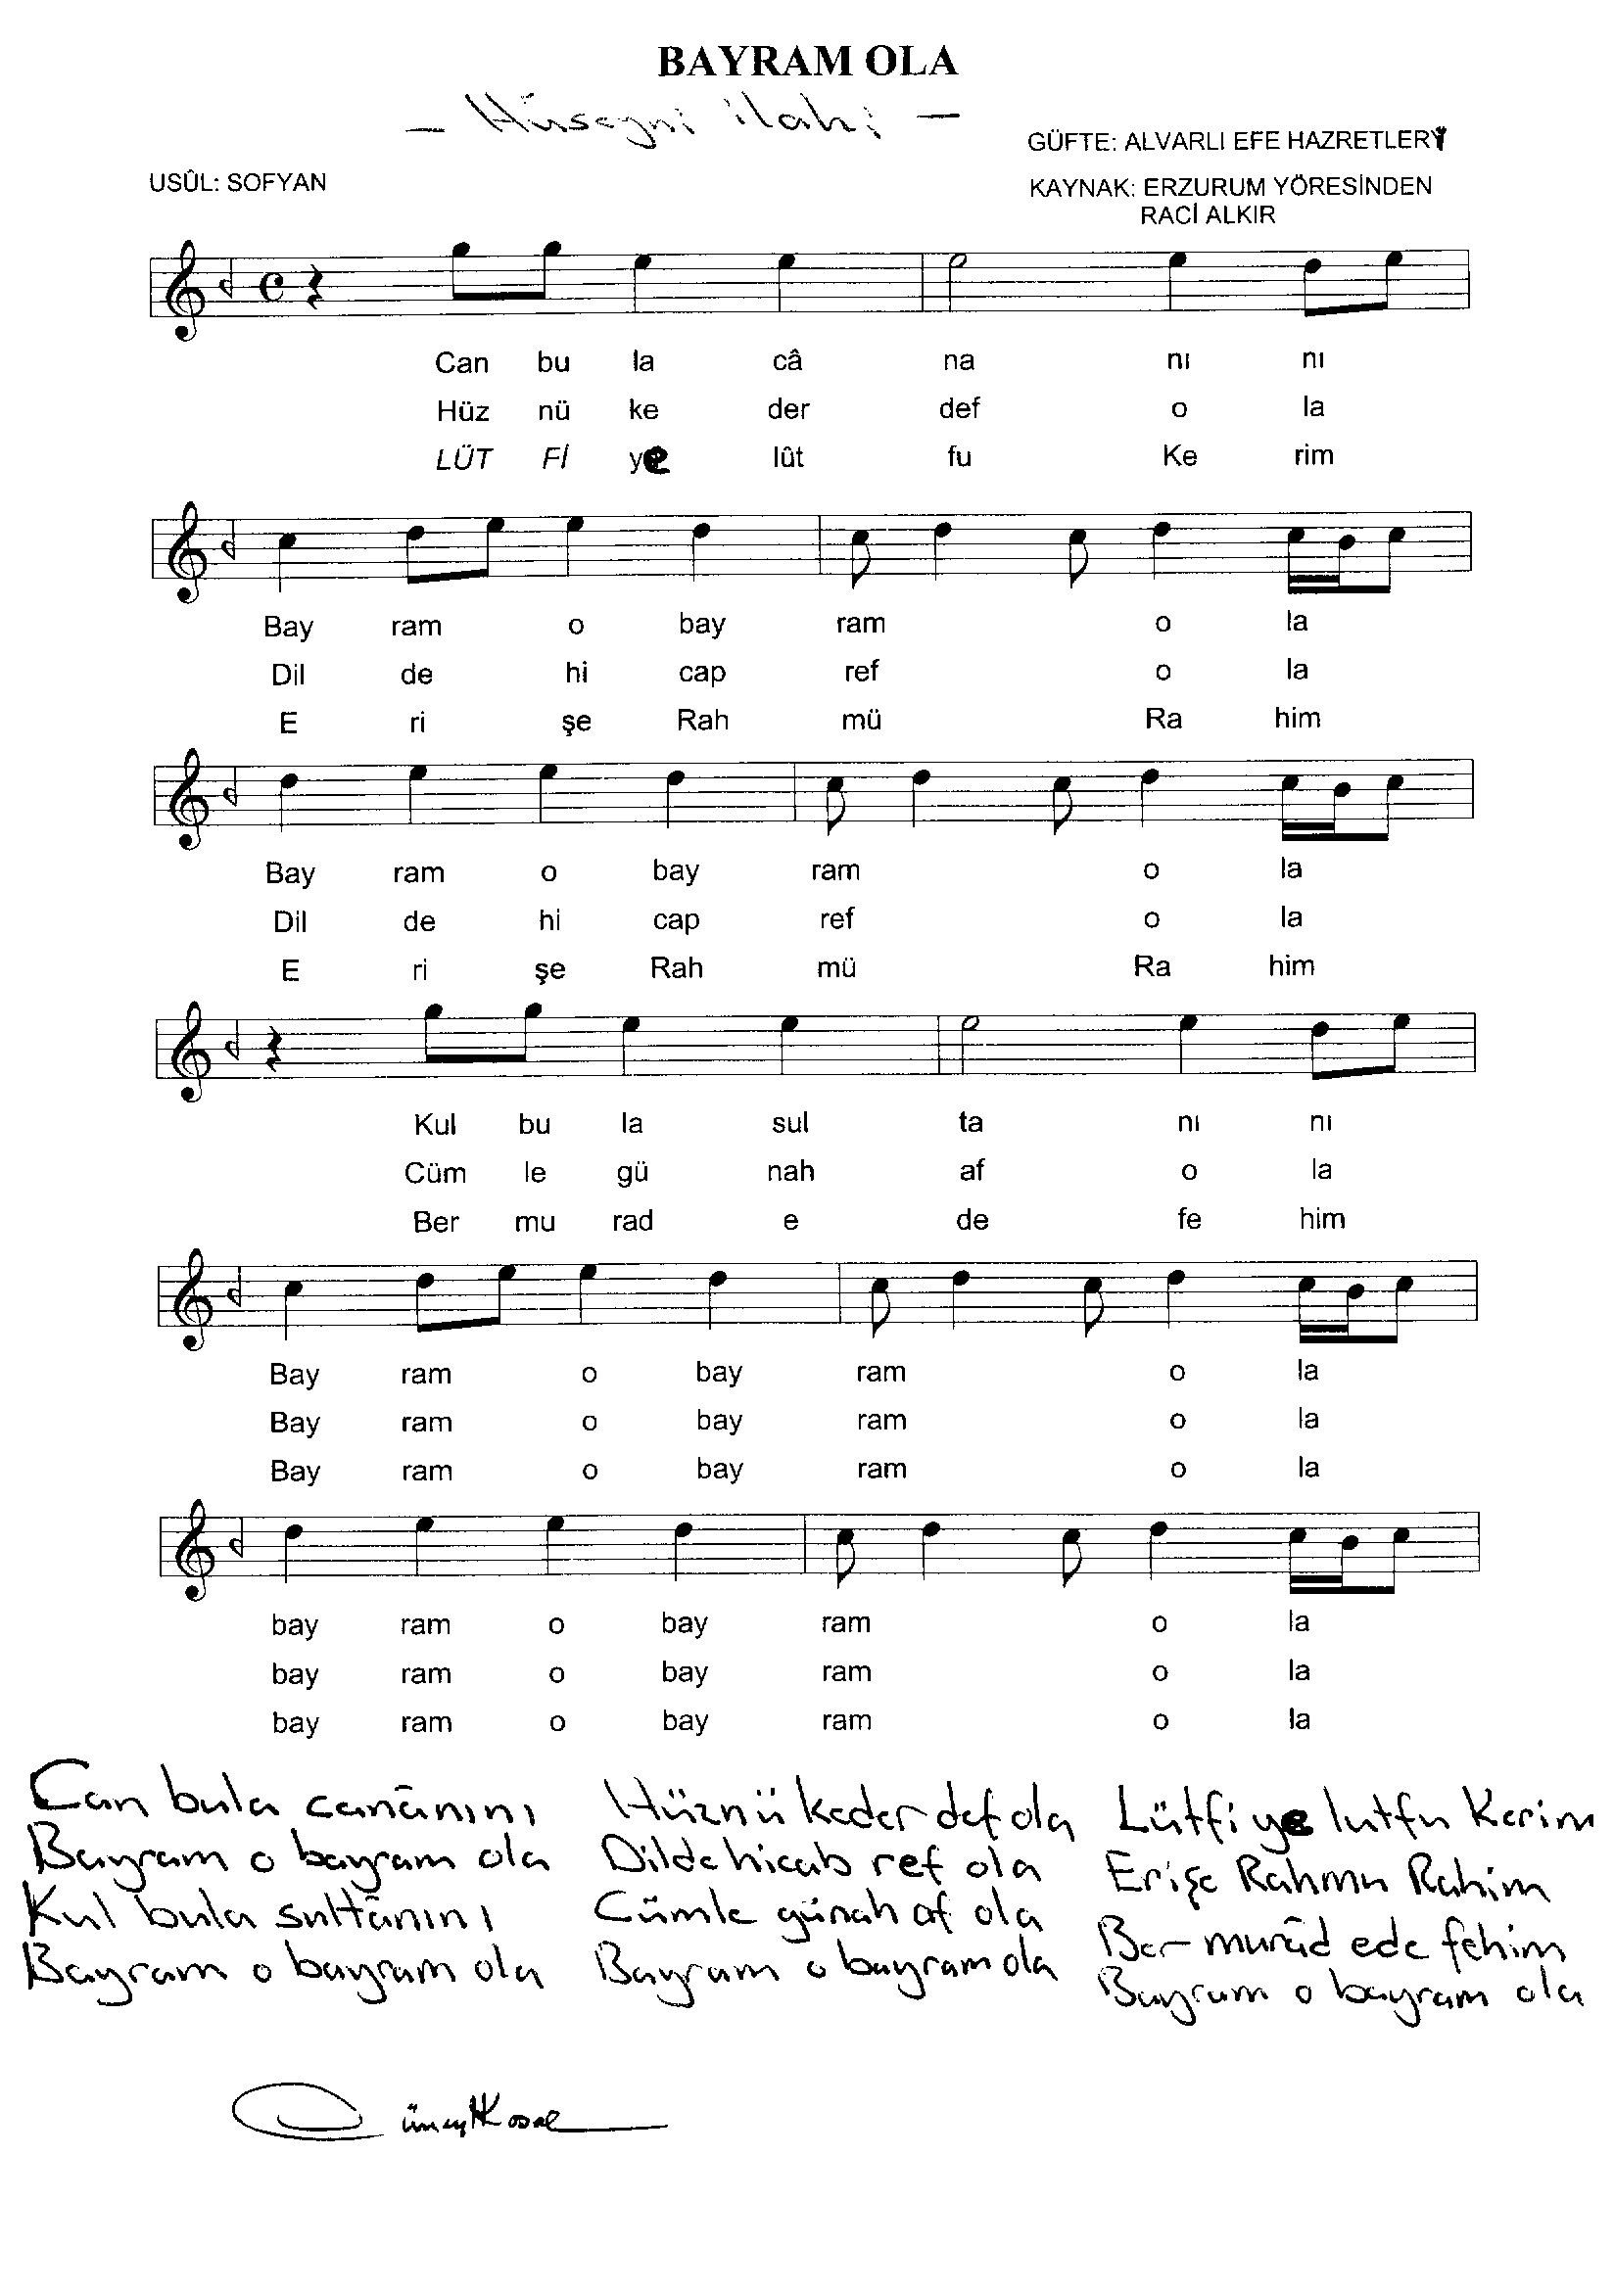 BAYRAM OLA
- Hüseyni ilahi -
GÜFTE: ALVARLI EFE HAZRETLERİ
USÛL: SOFYAN
KAYNAK: ERZURUM YÖRESİNDEN
RACİ ALKIR
Can bu la câ na nı nı
Hüz nü ke der def o la
LÜT Fİ ye lût fu Ke rim
Bay ram o bay ram o la
Dil de hi cap ref o la
E ri şe Rah mü Ra him
Bay ram o bay ram o la
Dil de hi cap ref o la
E ri şe Rah mü Ra him
Kul bu la sul ta nı nı
Cüm le gü nah af o la
Ber mu rad e de fe him
Bay ram o bay ram o la
Bay ram o bay ram o la
Bay ram o bay ram o la
bay ram o bay ram o la
bay ram o bay ram o la
bay ram o bay ram o la
Can bula canānını
Bayram o bayram ola
Kul bula sultānını
Bayram o bayram ola
Hüznü keder def ola
Dilde hicab ref ola
Cümle günah af ola
Bayram o bayram ola
Lütfiye lutfu Kerim
Erişe Rahmu Rahim
Ber murād ede fehim
Bayram o bayram ola
Cüneyt Kosal